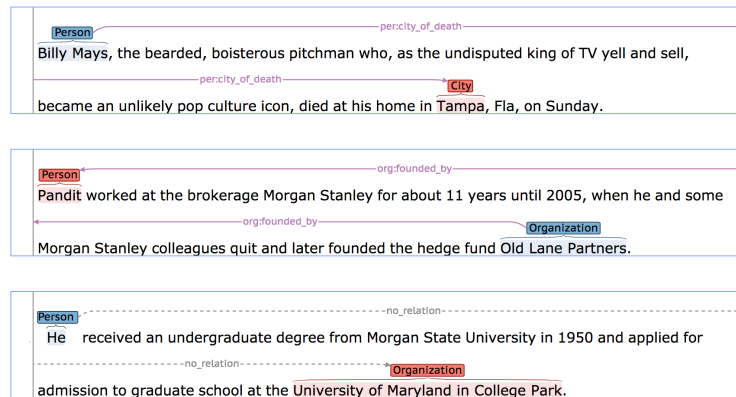 Person per:city_of_death
Billy Mays, the bearded, boisterous pitchman who, as the undisputed king of TV yell and sell,
per:city_of_death City
became an unlikely pop culture icon, died at his home in Tampa, Fla, on Sunday.
Person org:founded_by
Pandit worked at the brokerage Morgan Stanley for about 11 years until 2005, when he and some
org:founded_by Organization
Morgan Stanley colleagues quit and later founded the hedge fund Old Lane Partners.
Person no_relation
He received an undergraduate degree from Morgan State University in 1950 and applied for
no_relation Organization
admission to graduate school at the University of Maryland in College Park.